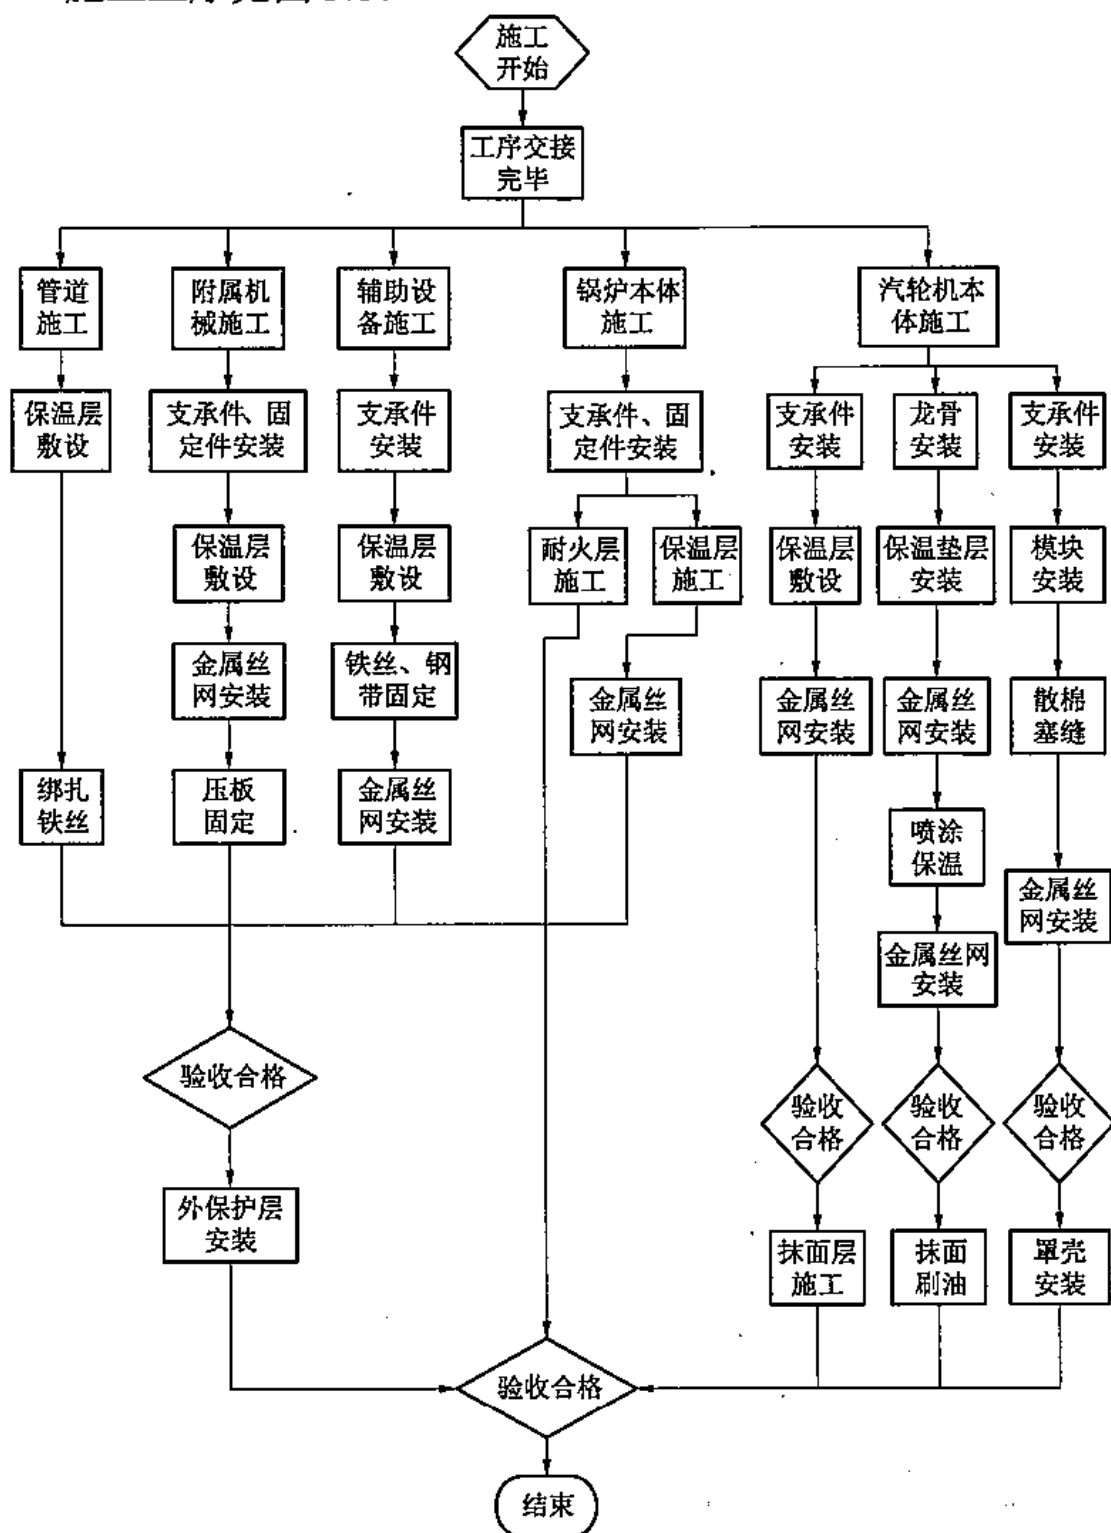 施工
开始
工序交接
完毕
管道
施工
附属机
械施工
辅助设
备施工
锅炉本体
施工
汽轮机本
体施工
保温层
敷设
支承件、固
定件安装
支承件
安装
支承件、固
定件安装
支承件
安装
龙骨
安装
支承件
安装
保温层
敷设
保温层
敷设
耐火层
施工
保温层
施工
保温层
敷设
保温垫层
安装
模块
安装
金属丝
网安装
铁丝、钢
带固定
金属丝
网安装
金属丝
网安装
金属丝
网安装
散棉
塞缝
绑扎
铁丝
压板
固定
金属丝
网安装
喷涂
保温
金属丝
网安装
金属丝网
安装
验收合格
验收
合格
验收
合格
验收
合格
外保护层
安装
抹面层
施工
抹面
刷油
罩壳
安装
验收合格
结束